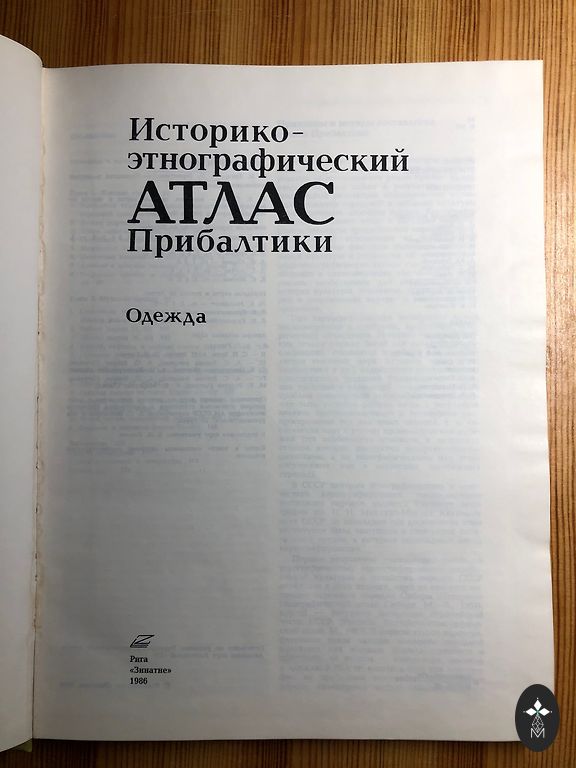 Историко-
этнографический
АТЛАС
Прибалтики
Одежда
Рига
«Зинатне»
1986
M